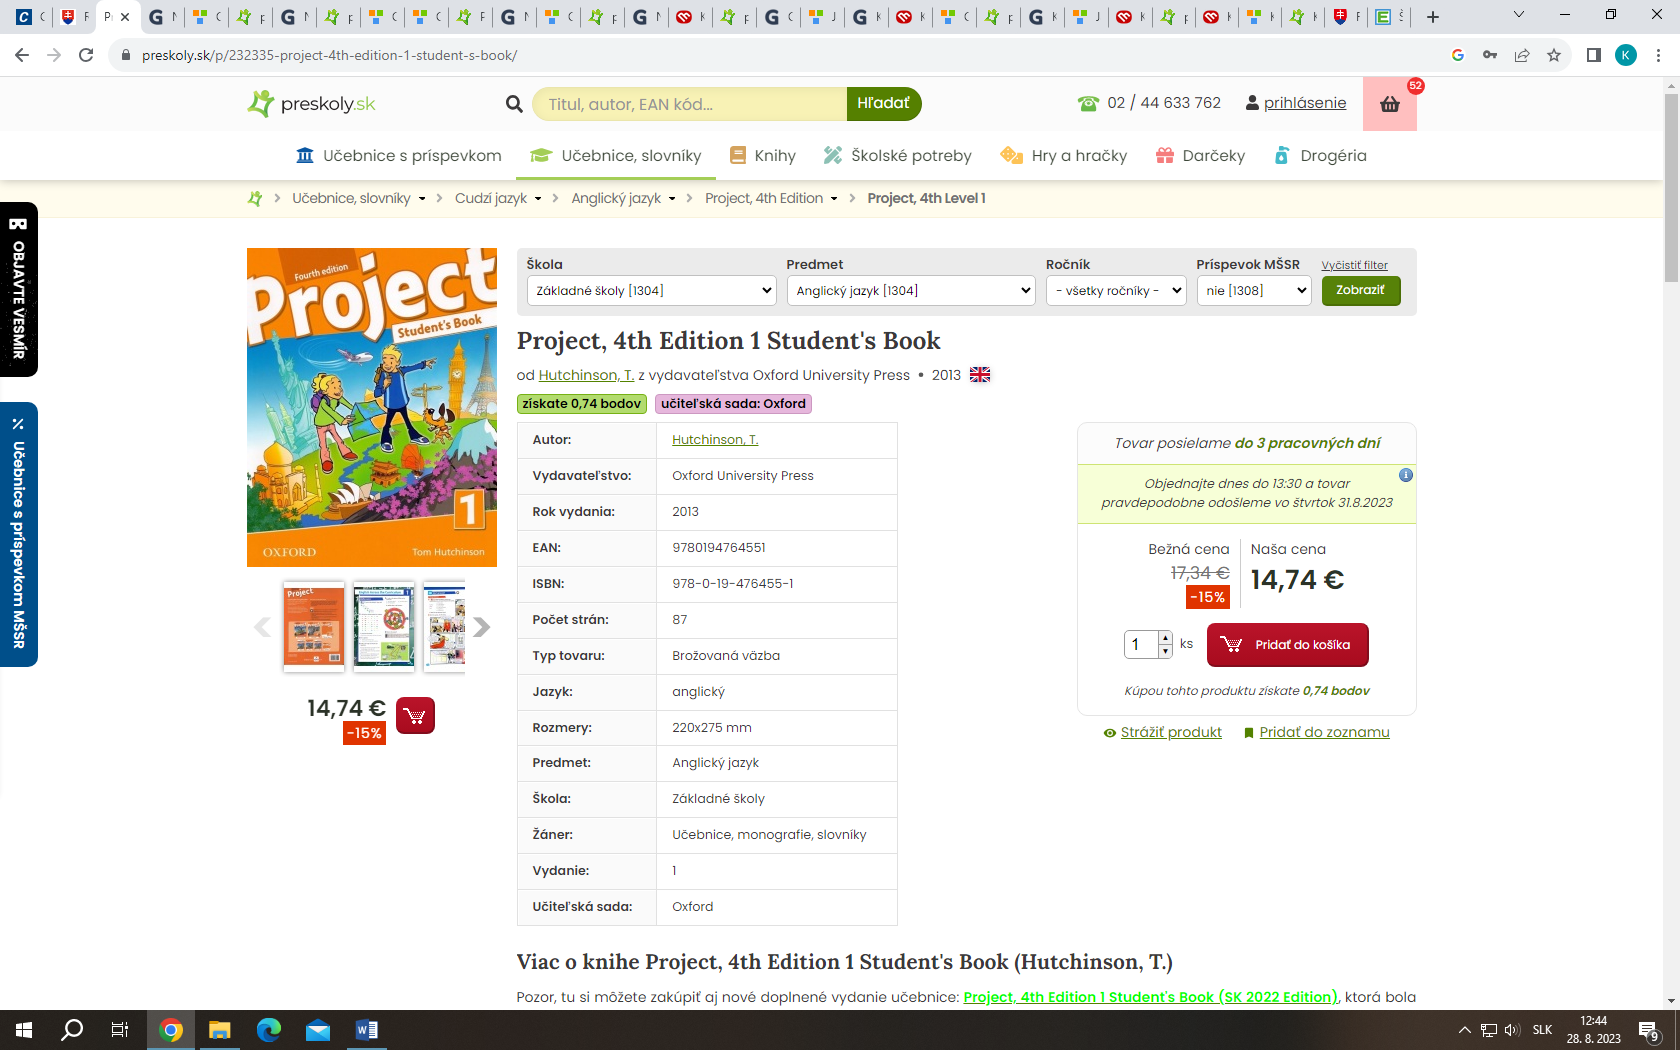 preskoly.sk/p/232335-project-4th-edition-1-student-s-book/
K
preskoly.sk
Titul, autor, EAN kód...
Hľadať
02 / 44 633 762
prihlásenie
52
Učebnice s príspevkom
Učebnice, slovníky
Knihy
Školské potreby
Hry a hračky
Darčeky
Drogéria
Učebnice, slovníky
Cudzí jazyk
Anglický jazyk
Project, 4th Edition
Project, 4th Level 1
OBJAVTE VESMÍR
Učebnice s príspevkom MŠSR
Fourth edition
Project
Student's Book
1
OXFORD
Tom Hutchinson
Project
14,74 €
-15%
Škola
Predmet
Ročník
Príspevok MŠSR
Vyčistiť filter
Základné školy [1304]
Anglický jazyk [1304]
- všetky ročníky -
nie [1308]
Zobraziť
Project, 4th Edition 1 Student's Book
od Hutchinson, T. z vydavateľstva Oxford University Press • 2013
získate 0,74 bodov
učiteľská sada: Oxford
Autor: Hutchinson, T.
Vydavateľstvo: Oxford University Press
Rok vydania: 2013
EAN: 9780194764551
ISBN: 978-0-19-476455-1
Počet strán: 87
Typ tovaru: Brožovaná väzba
Jazyk: anglický
Rozmery: 220x275 mm
Predmet: Anglický jazyk
Škola: Základné školy
Žáner: Učebnice, monografie, slovníky
Vydanie: 1
Učiteľská sada: Oxford
Tovar posielame do 3 pracovných dní
Objednajte dnes do 13:30 a tovar
pravdepodobne odošleme vo štvrtok 31.8.2023
Bežná cena
17,34 €
-15%
Naša cena
14,74 €
1
ks
Pridať do košíka
Kúpou tohto produktu získate 0,74 bodov
Strážiť produkt
Pridať do zoznamu
Viac o knihe Project, 4th Edition 1 Student's Book (Hutchinson, T.)
Pozor, tu si môžete zakúpiť aj nové doplnené vydanie učebnice: Project, 4th Edition 1 Student's Book (SK 2022 Edition), ktorá bola
SLK
12:44
28. 8. 2023
9